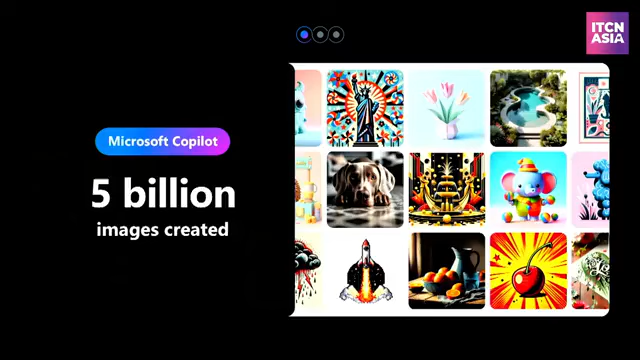 ITCN
ASIA
Microsoft Copilot
5 billion
images created